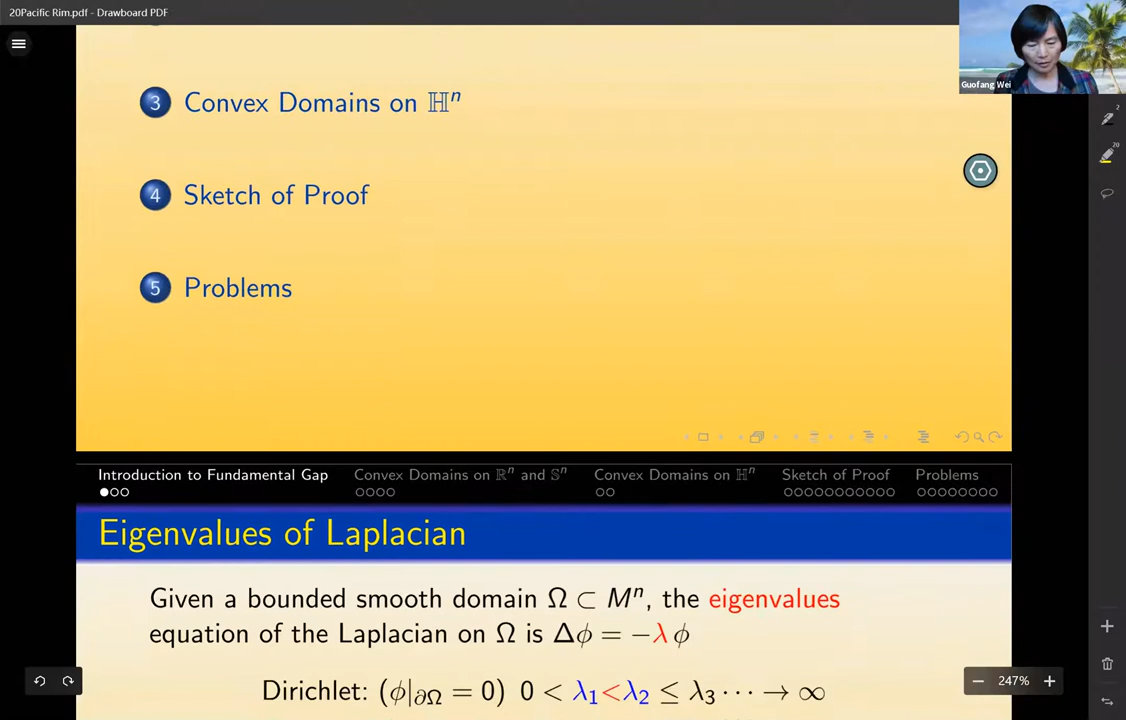 20Pacific Rim.pdf - Drawboard PDF
Guofang Wei
3 Convex Domains on ℍⁿ
2
20
4 Sketch of Proof
5 Problems
Introduction to Fundamental Gap Convex Domains on ℝⁿ and 𝕊ⁿ Convex Domains on ℍⁿ Sketch of Proof Problems
Eigenvalues of Laplacian
Given a bounded smooth domain Ω ⊂ Mⁿ, the eigenvalues
equation of the Laplacian on Ω is Δϕ = −λ ϕ
Dirichlet: (ϕ|∂Ω = 0) 0 < λ₁<λ₂ ≤ λ₃ ⋯ → ∞
247%